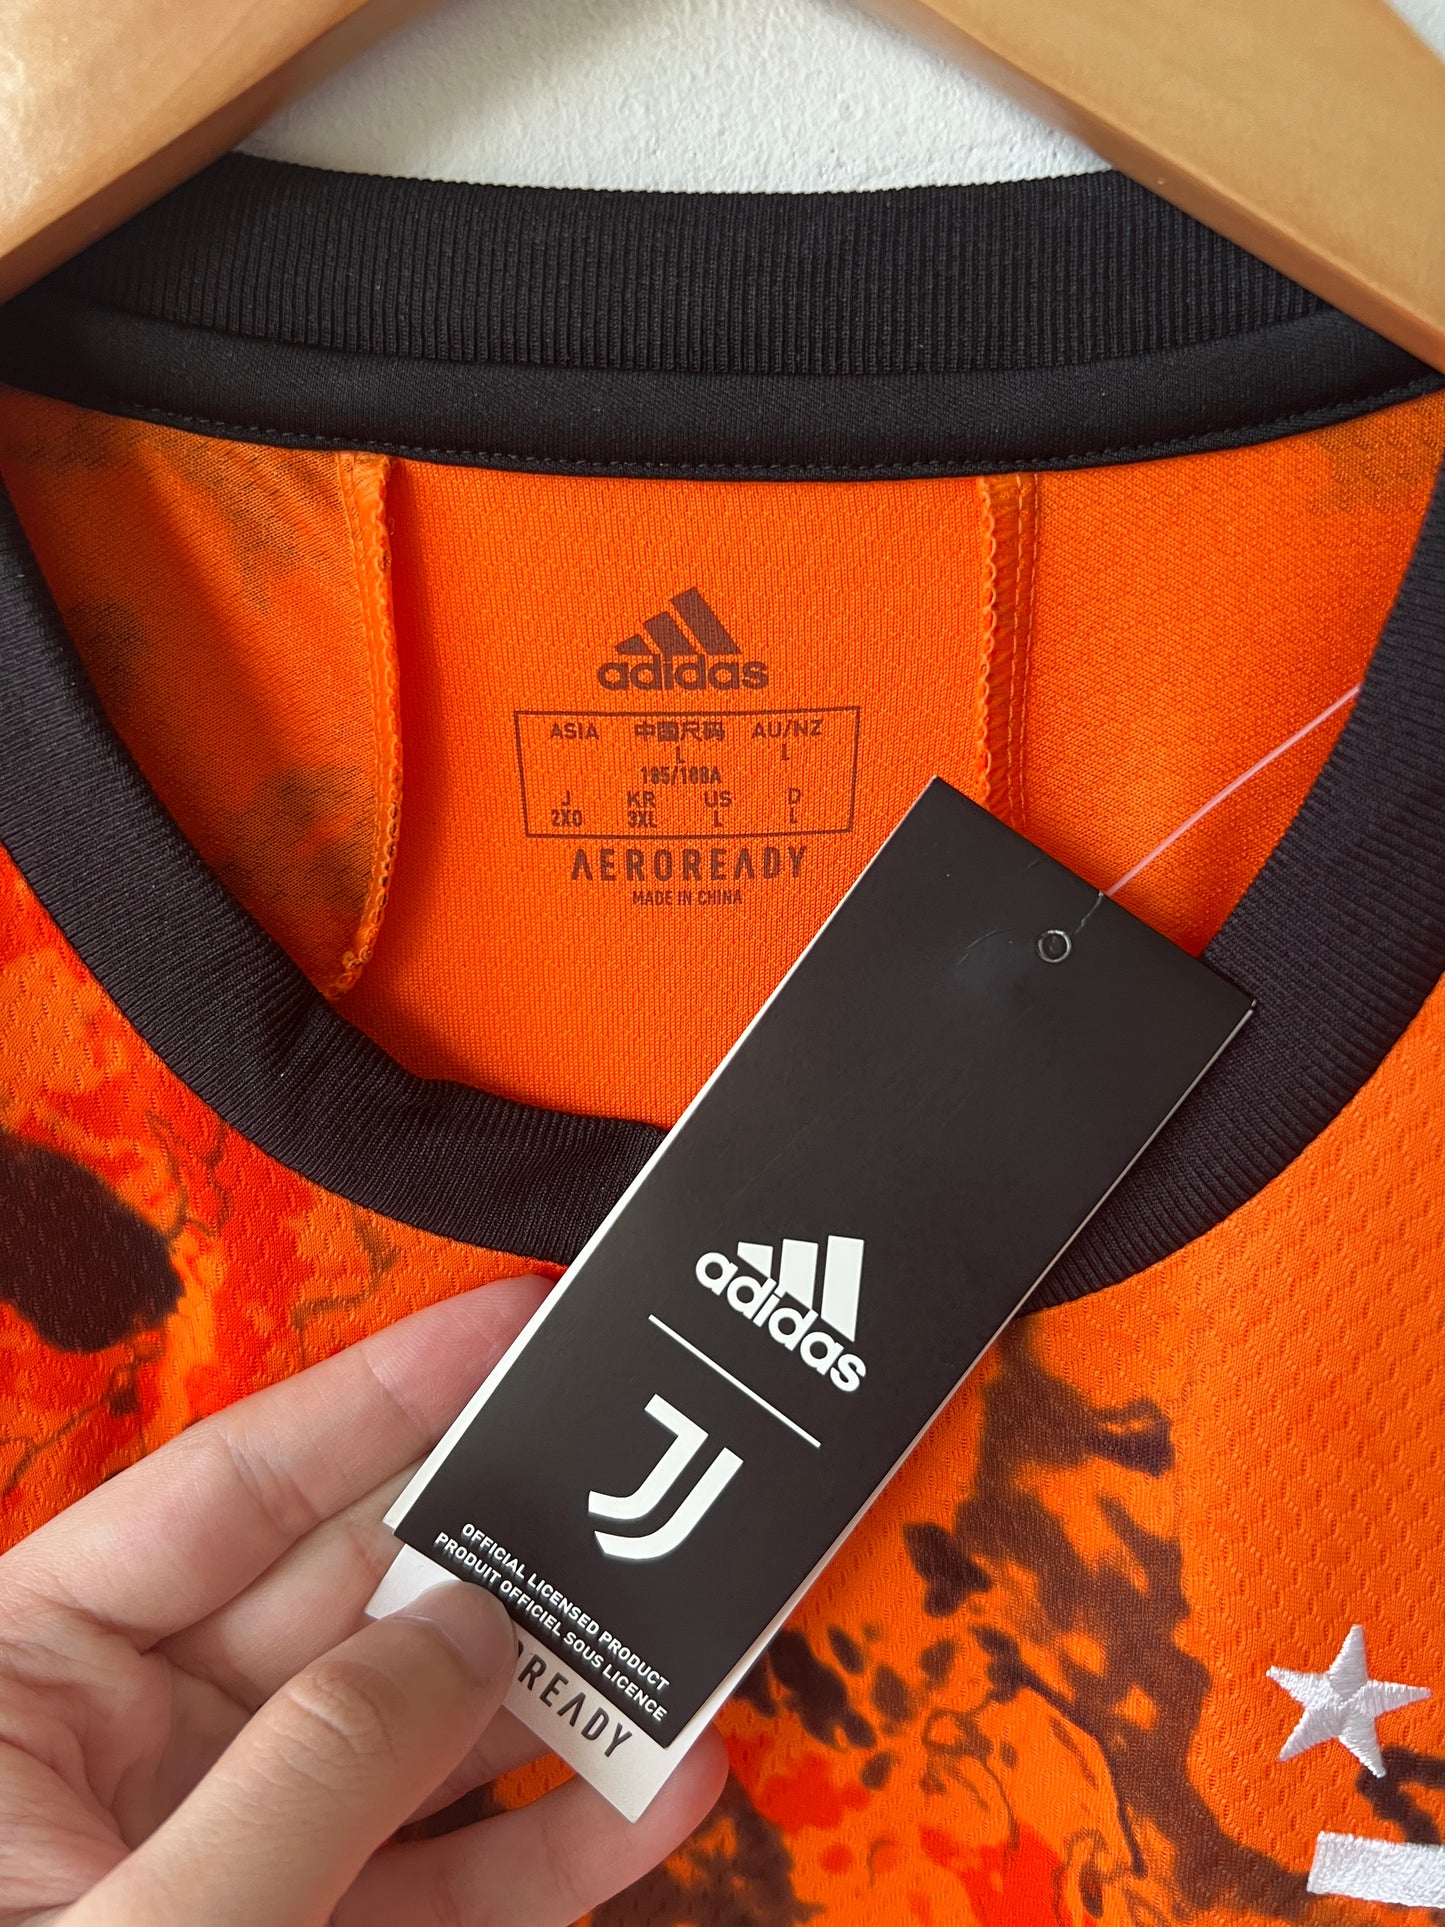 adidas
ASIA 中国尺码 AU/NZ
L L
185/108A
J KR US D
2XO 3XL L L
AEROREADY
MADE IN CHINA
adidas
OFFICIAL LICENSED PRODUCT
PRODUIT OFFICIEL SOUS LICENCE
READY